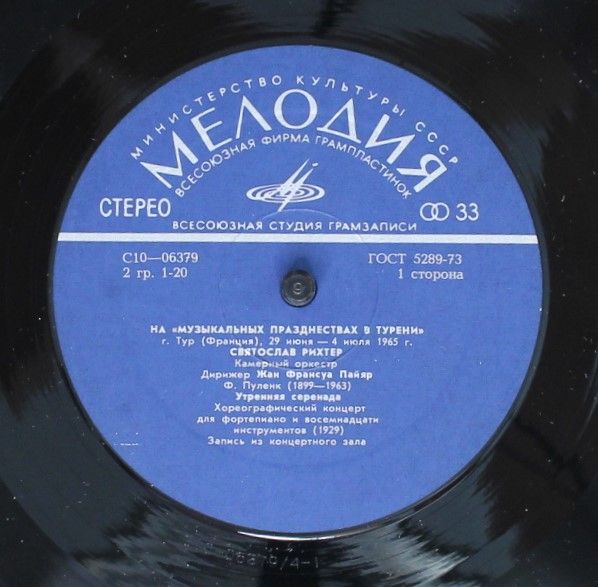 МИНИСТЕРСТВО КУЛЬТУРЫ СССР
МЕЛОДИЯ
ВСЕСОЮЗНАЯ ФИРМА ГРАМПЛАСТИНОК
СТЕРЕО
33
ВСЕСОЮЗНАЯ СТУДИЯ ГРАМЗАПИСИ
С10—06379 ГОСТ 5289-73
2 гр. 1-20 1 сторона
НА «МУЗЫКАЛЬНЫХ ПРАЗДНЕСТВАХ В ТУРЕНИ»
г. Тур (Франция), 29 июня — 4 июля 1965 г.
СВЯТОСЛАВ РИХТЕР
Камерный оркестр
Дирижер Жан Франсуа Пайяр
Ф. Пуленк (1899—1963)
Утренняя серенада
Хореографический концерт
для фортепиано и восемнадцати
инструментов (1929)
Запись из концертного зала